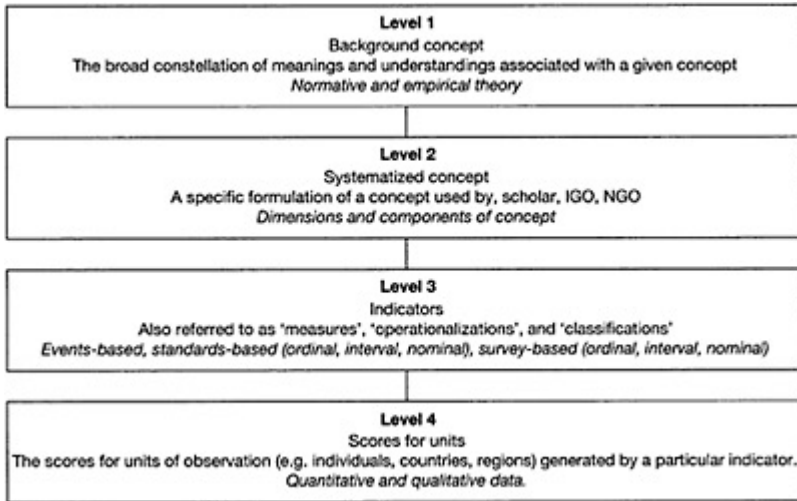 Level 1
Background concept
The broad constellation of meanings and understandings associated with a given concept
Normative and empirical theory
Level 2
Systematized concept
A specific formulation of a concept used by, scholar, IGO, NGO
Dimensions and components of concept
Level 3
Indicators
Also referred to as 'measures', 'operationalizations', and 'classifications'
Events-based, standards-based (ordinal, interval, nominal), survey-based (ordinal, interval, nominal)
Level 4
Scores for units
The scores for units of observation (e.g. individuals, countries, regions) generated by a particular indicator.
Quantitative and qualitative data.